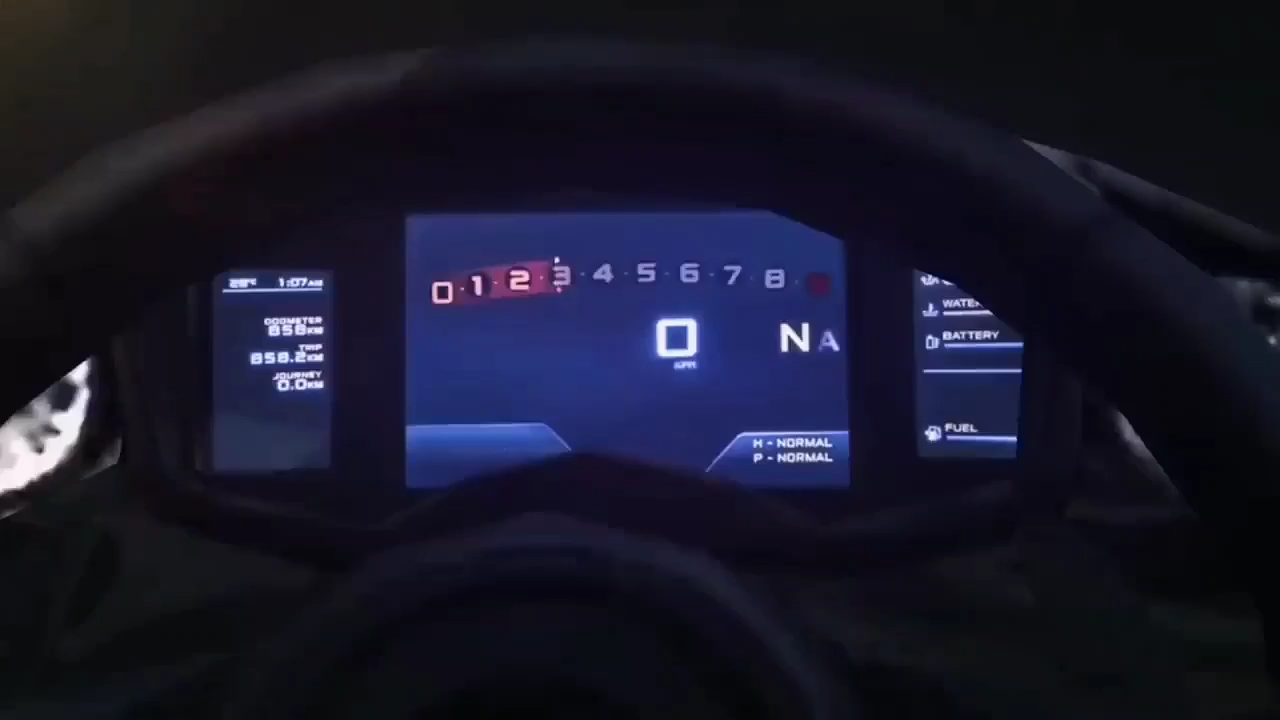 28°C 1:07AM
ODOMETER
858KM
TRIP
858.2KM
JOURNEY
0.0KM
0 1 2 3 4 5 6 7 8
0 N A
MPH
H - NORMAL
P - NORMAL
WATER
BATTERY
FUEL